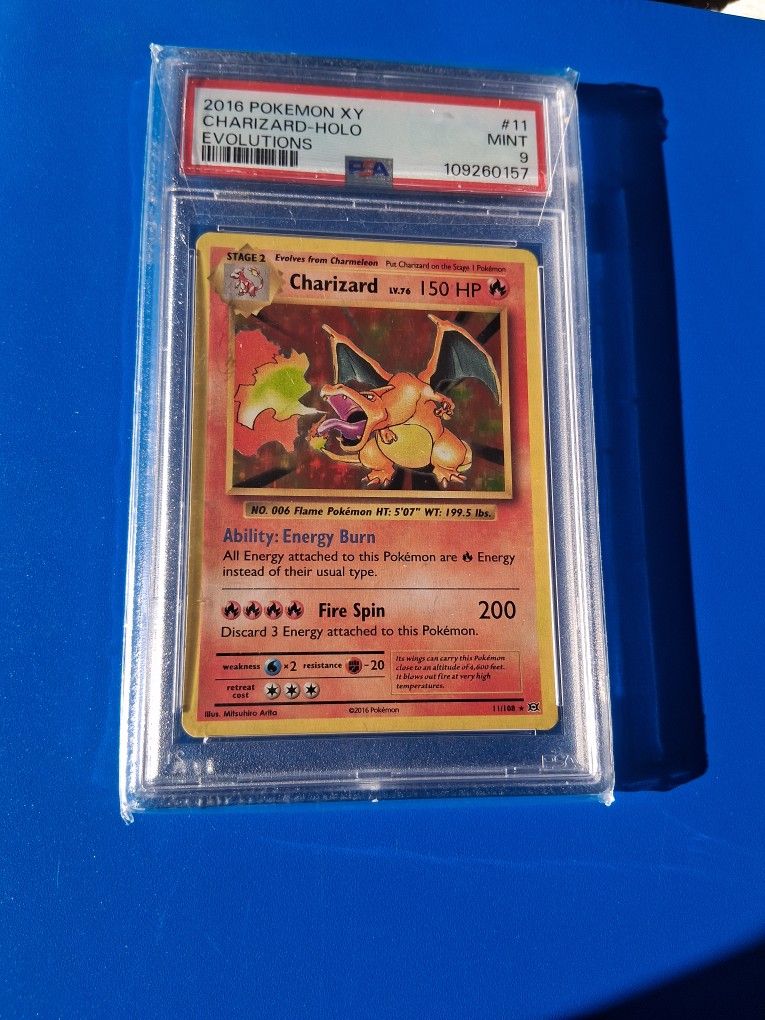 2016 POKEMON XY #11
CHARIZARD-HOLO MINT
EVOLUTIONS 9
PSA 109260157
STAGE 2 Evolves from Charmeleon Put Charizard on the Stage 1 Pokémon
Charizard LV.76 150 HP
NO. 006 Flame Pokémon HT: 5'07" WT: 199.5 lbs.
Ability: Energy Burn
All Energy attached to this Pokémon are Energy
instead of their usual type.
Fire Spin 200
Discard 3 Energy attached to this Pokémon.
weakness ×2 resistance -20
retreat
cost
Its wings can carry this Pokémon
close to an altitude of 4,600 feet.
It blows out fire at very high
temperatures.
Illus. Mitsuhiro Arita ©2016 Pokémon 11/108 ★
PSA